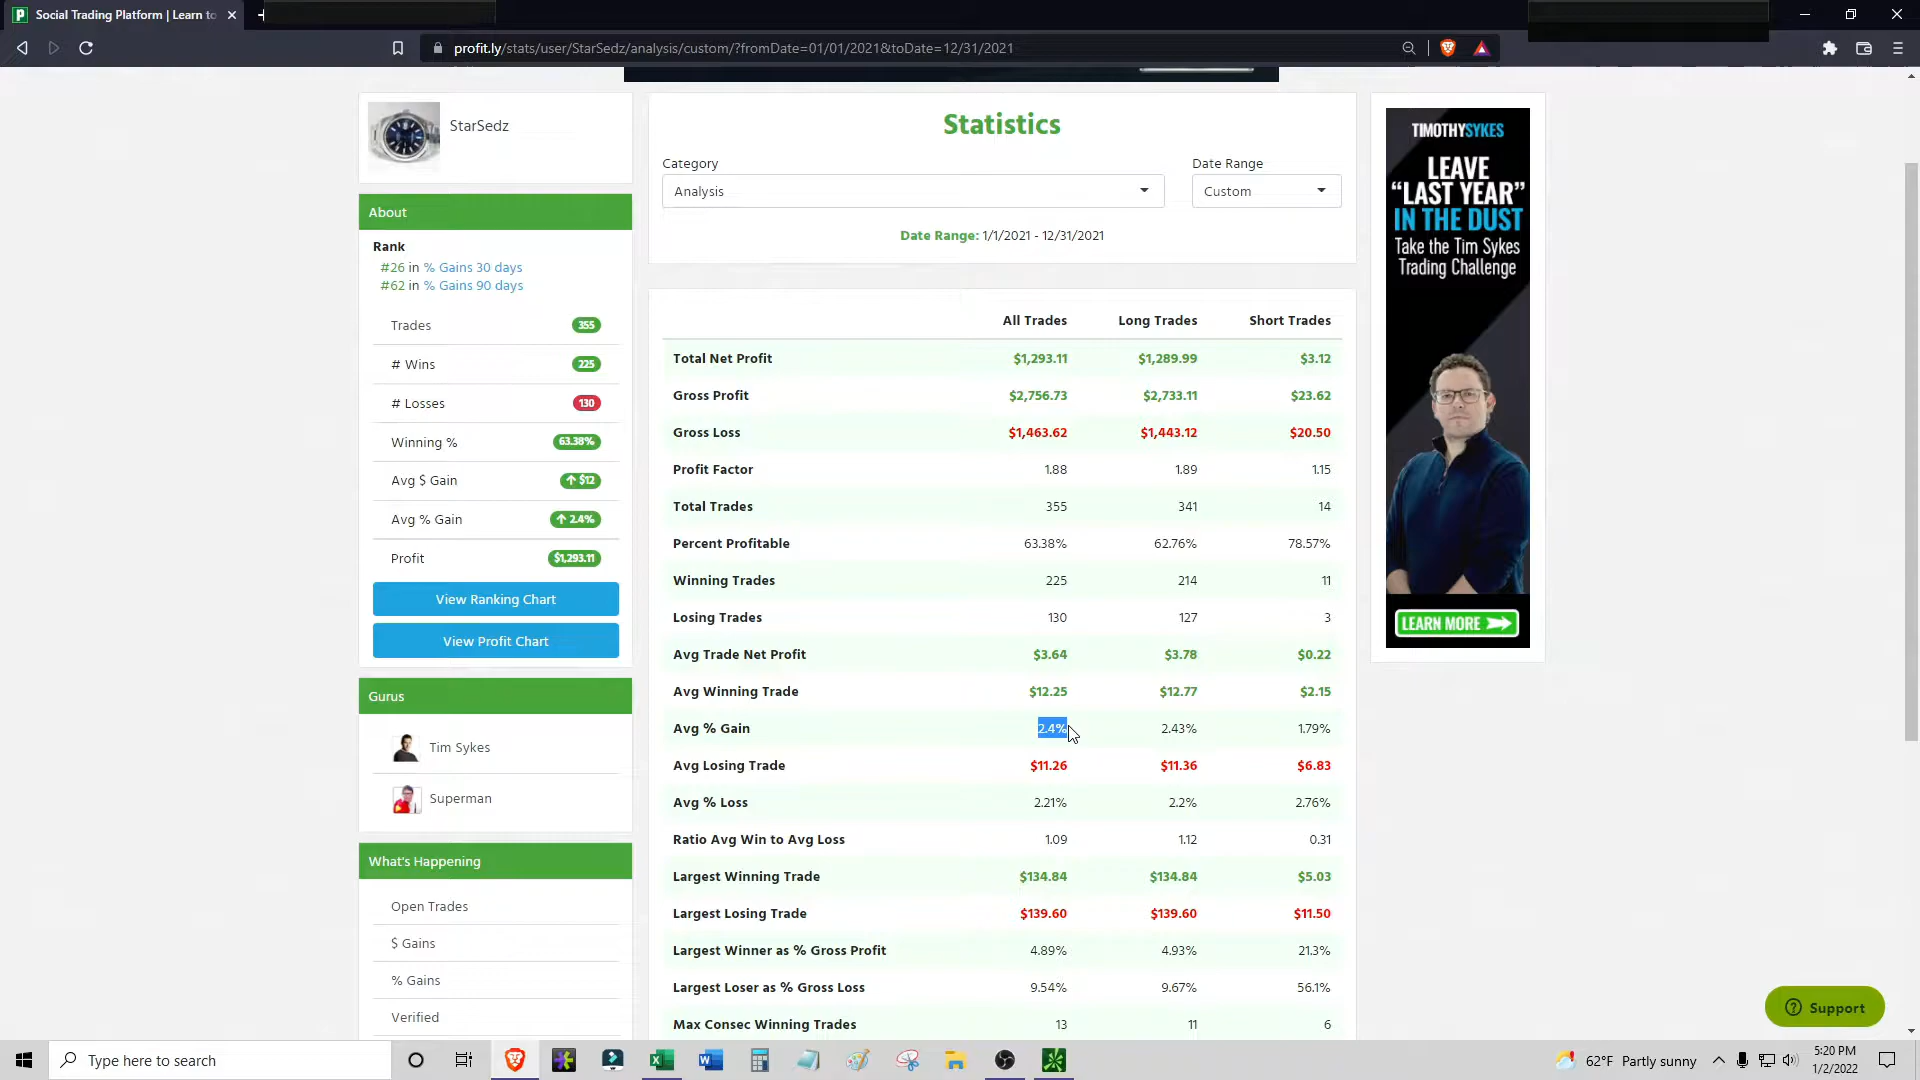 Social Trading Platform | Learn to
profit.ly/stats/user/StarSedz/analysis/custom/?fromDate=01/01/2021&toDate=12/31/2021
StarSedz
About
Rank
#26 in % Gains 30 days
#62 in % Gains 90 days
Trades 355
# Wins 225
# Losses 130
Winning % 63.38%
Avg $ Gain $12
Avg % Gain 2.4%
Profit $1,293.11
View Ranking Chart
View Profit Chart
Gurus
Tim Sykes
Superman
What's Happening
Open Trades
$ Gains
% Gains
Verified
Statistics
Category Date Range
Analysis Custom
Date Range: 1/1/2021 - 12/31/2021
All Trades Long Trades Short Trades
Total Net Profit $1,293.11 $1,289.99 $3.12
Gross Profit $2,756.73 $2,733.11 $23.62
Gross Loss $1,463.62 $1,443.12 $20.50
Profit Factor 1.88 1.89 1.15
Total Trades 355 341 14
Percent Profitable 63.38% 62.76% 78.57%
Winning Trades 225 214 11
Losing Trades 130 127 3
Avg Trade Net Profit $3.64 $3.78 $0.22
Avg Winning Trade $12.25 $12.77 $2.15
Avg % Gain 2.4% 2.43% 1.79%
Avg Losing Trade $11.26 $11.36 $6.83
Avg % Loss 2.21% 2.2% 2.76%
Ratio Avg Win to Avg Loss 1.09 1.12 0.31
Largest Winning Trade $134.84 $134.84 $5.03
Largest Losing Trade $139.60 $139.60 $11.50
Largest Winner as % Gross Profit 4.89% 4.93% 21.3%
Largest Loser as % Gross Loss 9.54% 9.67% 56.1%
Max Consec Winning Trades 13 11 6
TIMOTHYSYKES
LEAVE
“LAST YEAR”
IN THE DUST
Take the Tim Sykes
Trading Challenge
LEARN MORE
Support
Type here to search
62°F Partly sunny
5:20 PM
1/2/2022